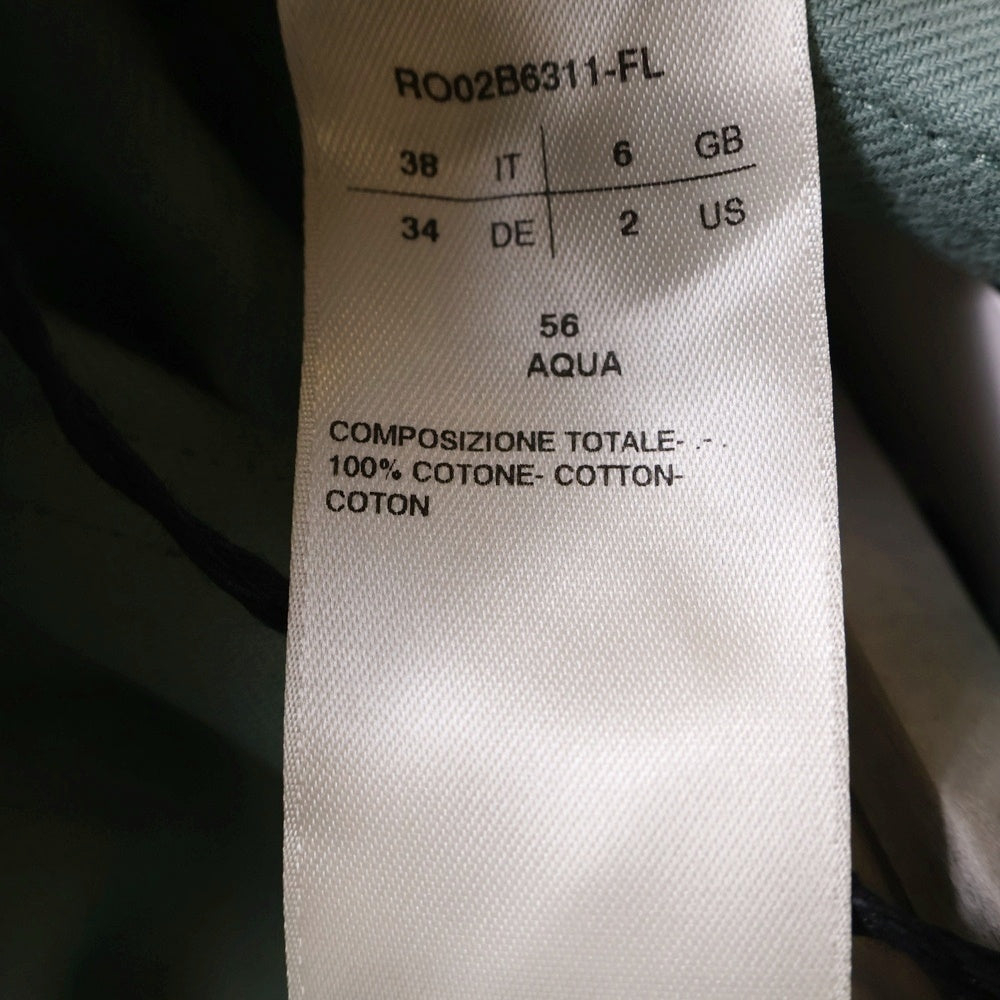 RO02B6311-FL
38 IT 6 GB
34 DE 2 US
56
AQUA
COMPOSIZIONE TOTALE- .- .
100% COTONE- COTTON-
COTON